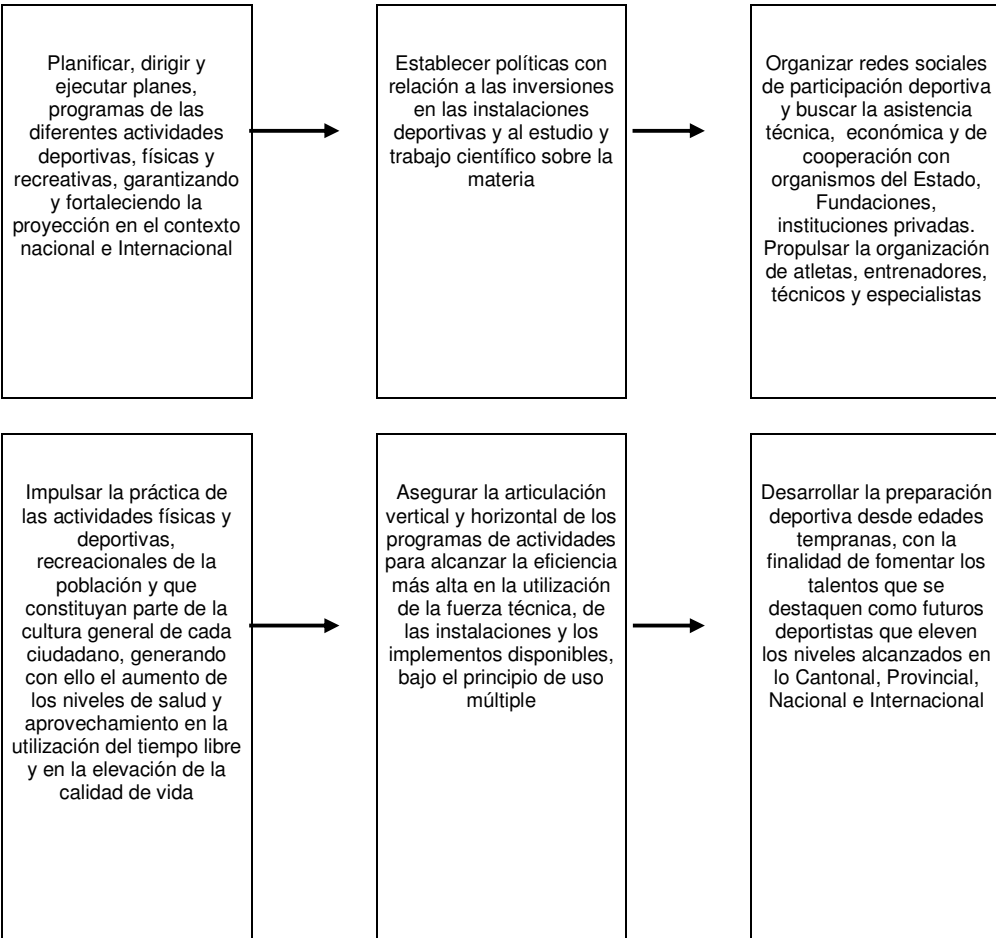 Planificar, dirigir y
ejecutar planes,
programas de las
diferentes actividades
deportivas, físicas y
recreativas, garantizando
y fortaleciendo la
proyección en el contexto
nacional e Internacional
Establecer políticas con
relación a las inversiones
en las instalaciones
deportivas y al estudio y
trabajo científico sobre la
materia
Organizar redes sociales
de participación deportiva
y buscar la asistencia
técnica, económica y de
cooperación con
organismos del Estado,
Fundaciones,
instituciones privadas.
Propulsar la organización
de atletas, entrenadores,
técnicos y especialistas
Impulsar la práctica de
las actividades físicas y
deportivas,
recreacionales de la
población y que
constituyan parte de la
cultura general de cada
ciudadano, generando
con ello el aumento de
los niveles de salud y
aprovechamiento en la
utilización del tiempo libre
y en la elevación de la
calidad de vida
Asegurar la articulación
vertical y horizontal de los
programas de actividades
para alcanzar la eficiencia
más alta en la utilización
de la fuerza técnica, de
las instalaciones y los
implementos disponibles,
bajo el principio de uso
múltiple
Desarrollar la preparación
deportiva desde edades
tempranas, con la
finalidad de fomentar los
talentos que se
destaquen como futuros
deportistas que eleven
los niveles alcanzados en
lo Cantonal, Provincial,
Nacional e Internacional